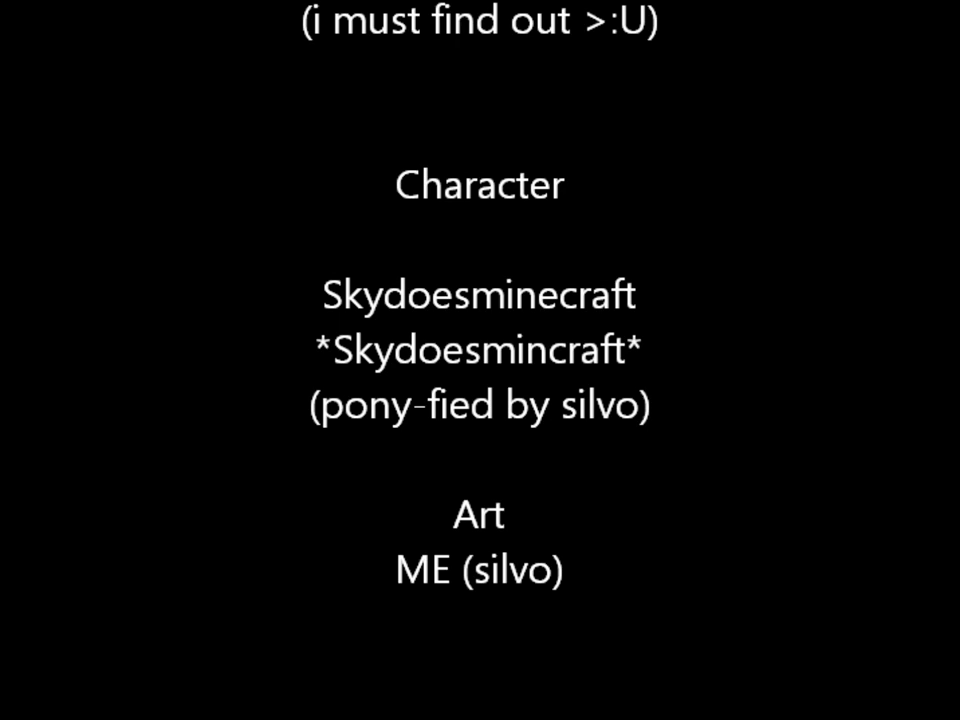 (i must find out >:U)
Character
Skydoesminecraft
*Skydoesmincraft*
(pony-fied by silvo)
Art
ME (silvo)